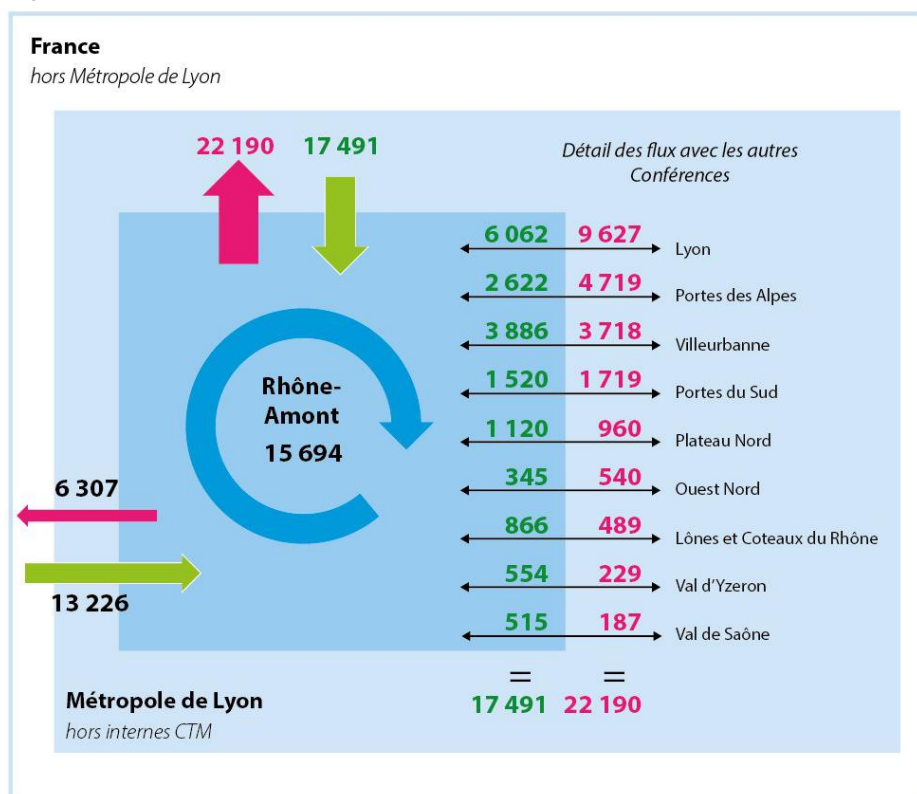 France
hors Métropole de Lyon
22 190 17 491
Détail des flux avec les autres
Conférences
6 062 9 627 Lyon
2 622 4 719 Portes des Alpes
3 886 3 718 Villeurbanne
1 520 1 719 Portes du Sud
1 120 960 Plateau Nord
345 540 Ouest Nord
866 489 Lônes et Coteaux du Rhône
554 229 Val d'Yzeron
515 187 Val de Saône
= =
17 491 22 190
Rhône-
Amont
15 694
6 307
13 226
Métropole de Lyon
hors internes CTM